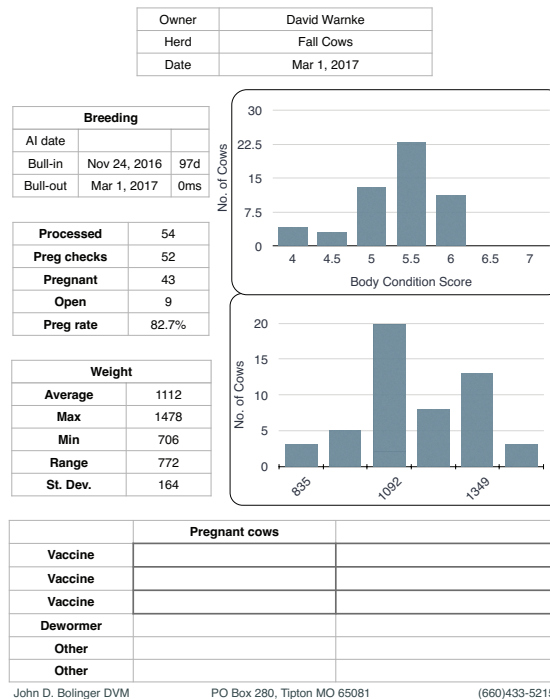 Owner David Warnke
Herd Fall Cows
Date Mar 1, 2017
Breeding
AI date
Bull-in Nov 24, 2016 97d
Bull-out Mar 1, 2017 0ms
Processed 54
Preg checks 52
Pregnant 43
Open 9
Preg rate 82.7%
Weight
Average 1112
Max 1478
Min 706
Range 772
St. Dev. 164
No. of Cows
30
22.5
15
7.5
0
4 4.5 5 5.5 6 6.5 7
Body Condition Score
No. of Cows
20
15
10
5
0
835 1092 1349
Pregnant cows
Vaccine
Vaccine
Vaccine
Dewormer
Other
Other
John D. Bolinger DVM PO Box 280, Tipton MO 65081 (660)433-5215